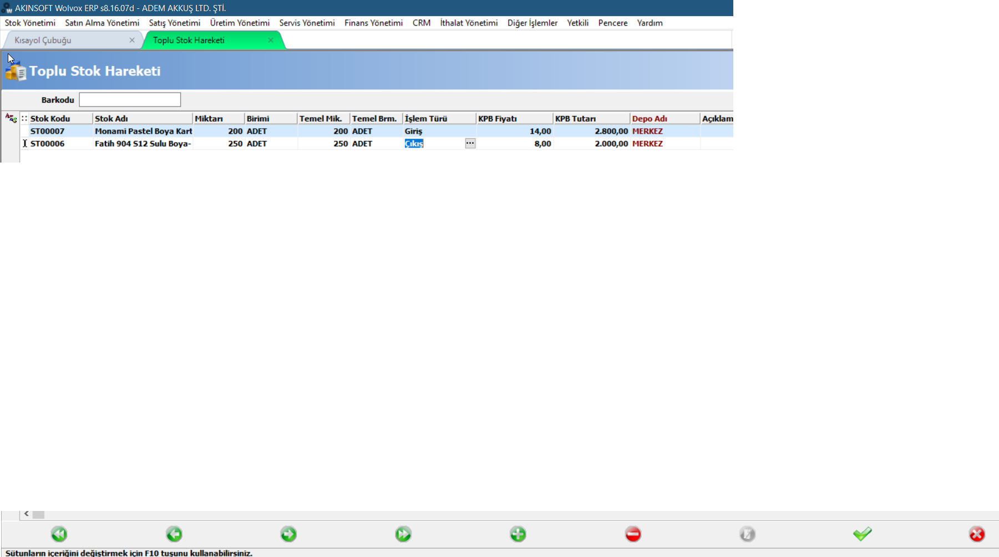 AKINSOFT Wolvox ERP s8.16.07d - ADEM AKKUŞ LTD. ŞTİ.
Stok Yönetimi Satın Alma Yönetimi Satış Yönetimi Üretim Yönetimi Servis Yönetimi Finans Yönetimi CRM İthalat Yönetimi Diğer İşlemler Yetkili Pencere Yardım
Kısayol Çubuğu Toplu Stok Hareketi
Toplu Stok Hareketi
Barkodu
Stok Kodu Stok Adı Miktarı Birimi Temel Mik. Temel Brm. İşlem Türü KPB Fiyatı KPB Tutarı Depo Adı Açıklam
ST00007 Monami Pastel Boya Kart 200 ADET 200 ADET Giriş 14,00 2.800,00 MERKEZ
ST00006 Fatih 904 S12 Sulu Boya- 250 ADET 250 ADET Çıkış 8,00 2.000,00 MERKEZ
Sütunların içeriğini değiştirmek için F10 tuşunu kullanabilirsiniz.